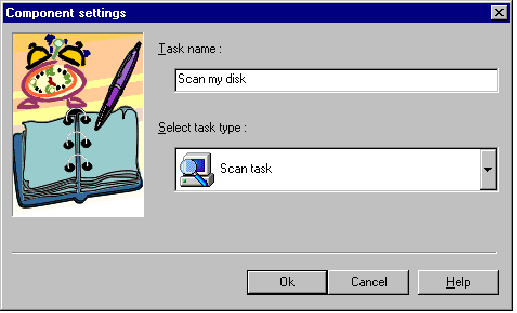 Component settings
Task name :
Scan my disk
Select task type :
Scan task
Ok Cancel Help